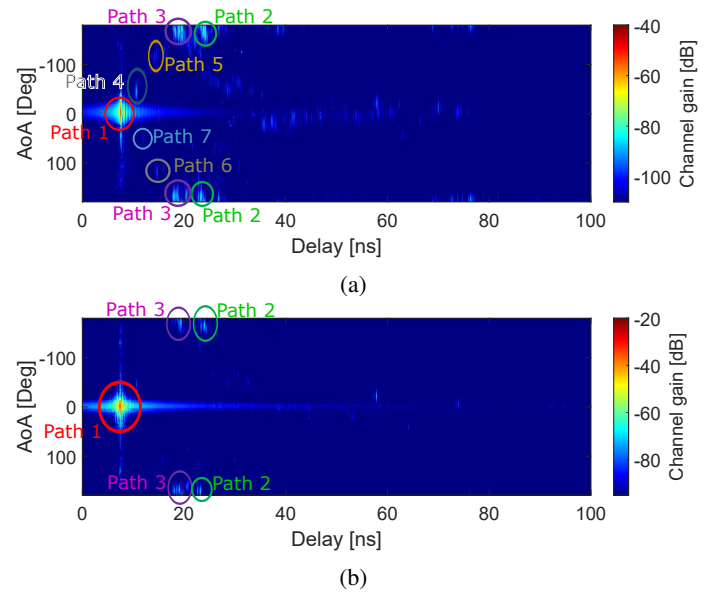 Path 3 Path 2
-40
-100
Path 5
Path 4
-60
AoA [Deg]
0
Path 1
Path 7
-80
Channel gain [dB]
100
Path 6
-100
Path 3 Path 2
0 20 40 60 80 100
Delay [ns]
(a)
Path 3 Path 2
-20
-100
-40
AoA [Deg]
0
Path 1
-60
Channel gain [dB]
100
Path 3 Path 2
-80
0 20 40 60 80 100
Delay [ns]
(b)